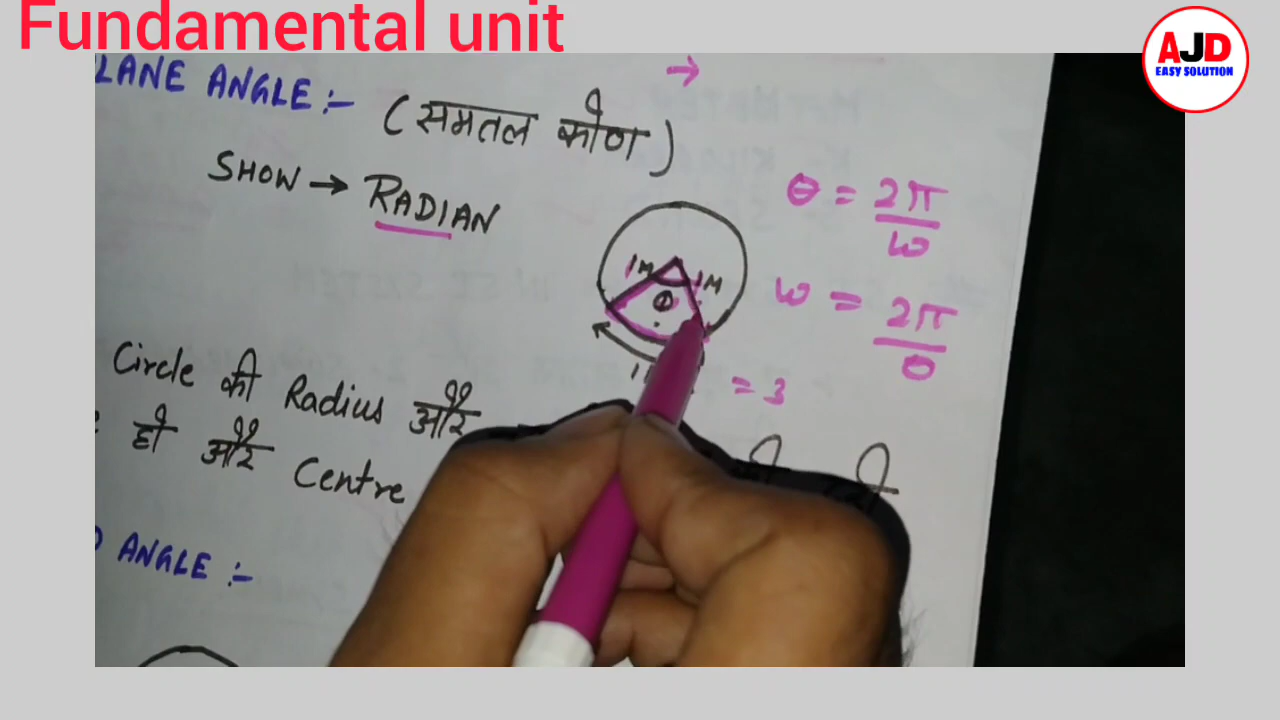 Fundamental unit
AJD
EASY SOLUTION
LANE ANGLE :-
(समतल कोण)
→
SHOW → RADIAN
θ = 2π/ω
1M 1M
θ
ω = 2π/θ
= 3
Circle की Radius और
हो और Centre
ANGLE :-